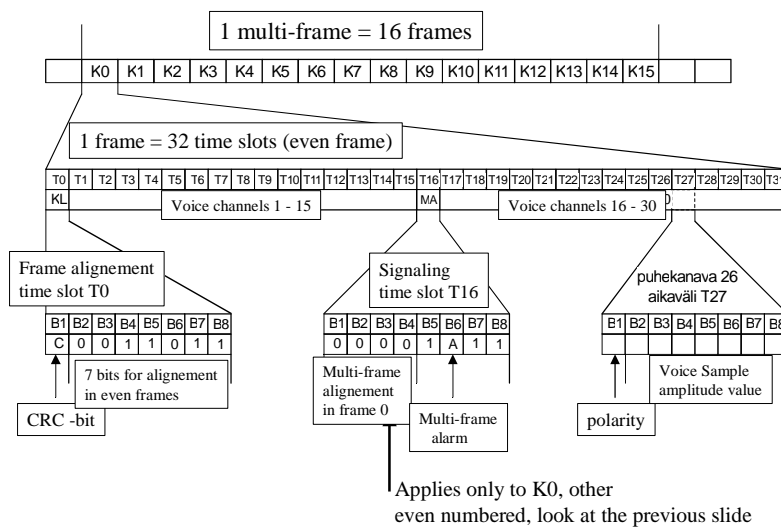 1 multi-frame = 16 frames
K0 K1 K2 K3 K4 K5 K6 K7 K8 K9 K10 K11 K12 K13 K14 K15
1 frame = 32 time slots (even frame)
T0 T1 T2 T3 T4 T5 T6 T7 T8 T9 T10 T11 T12 T13 T14 T15 T16 T17 T18 T19 T20 T21 T22 T23 T24 T25 T26 T27 T28 T29 T30 T31
KL Voice channels 1 - 15 MA Voice channels 16 - 30
Frame alignement
time slot T0
Signaling
time slot T16
puhekanava 26
aikaväli T27
B1 B2 B3 B4 B5 B6 B7 B8
C 0 0 1 1 0 1 1
7 bits for alignement
in even frames
CRC -bit
B1 B2 B3 B4 B5 B6 B7 B8
0 0 0 0 1 A 1 1
Multi-frame
alignement
in frame 0
Multi-frame
alarm
B1 B2 B3 B4 B5 B6 B7 B8
Voice Sample
amplitude value
polarity
Applies only to K0, other
even numbered, look at the previous slide